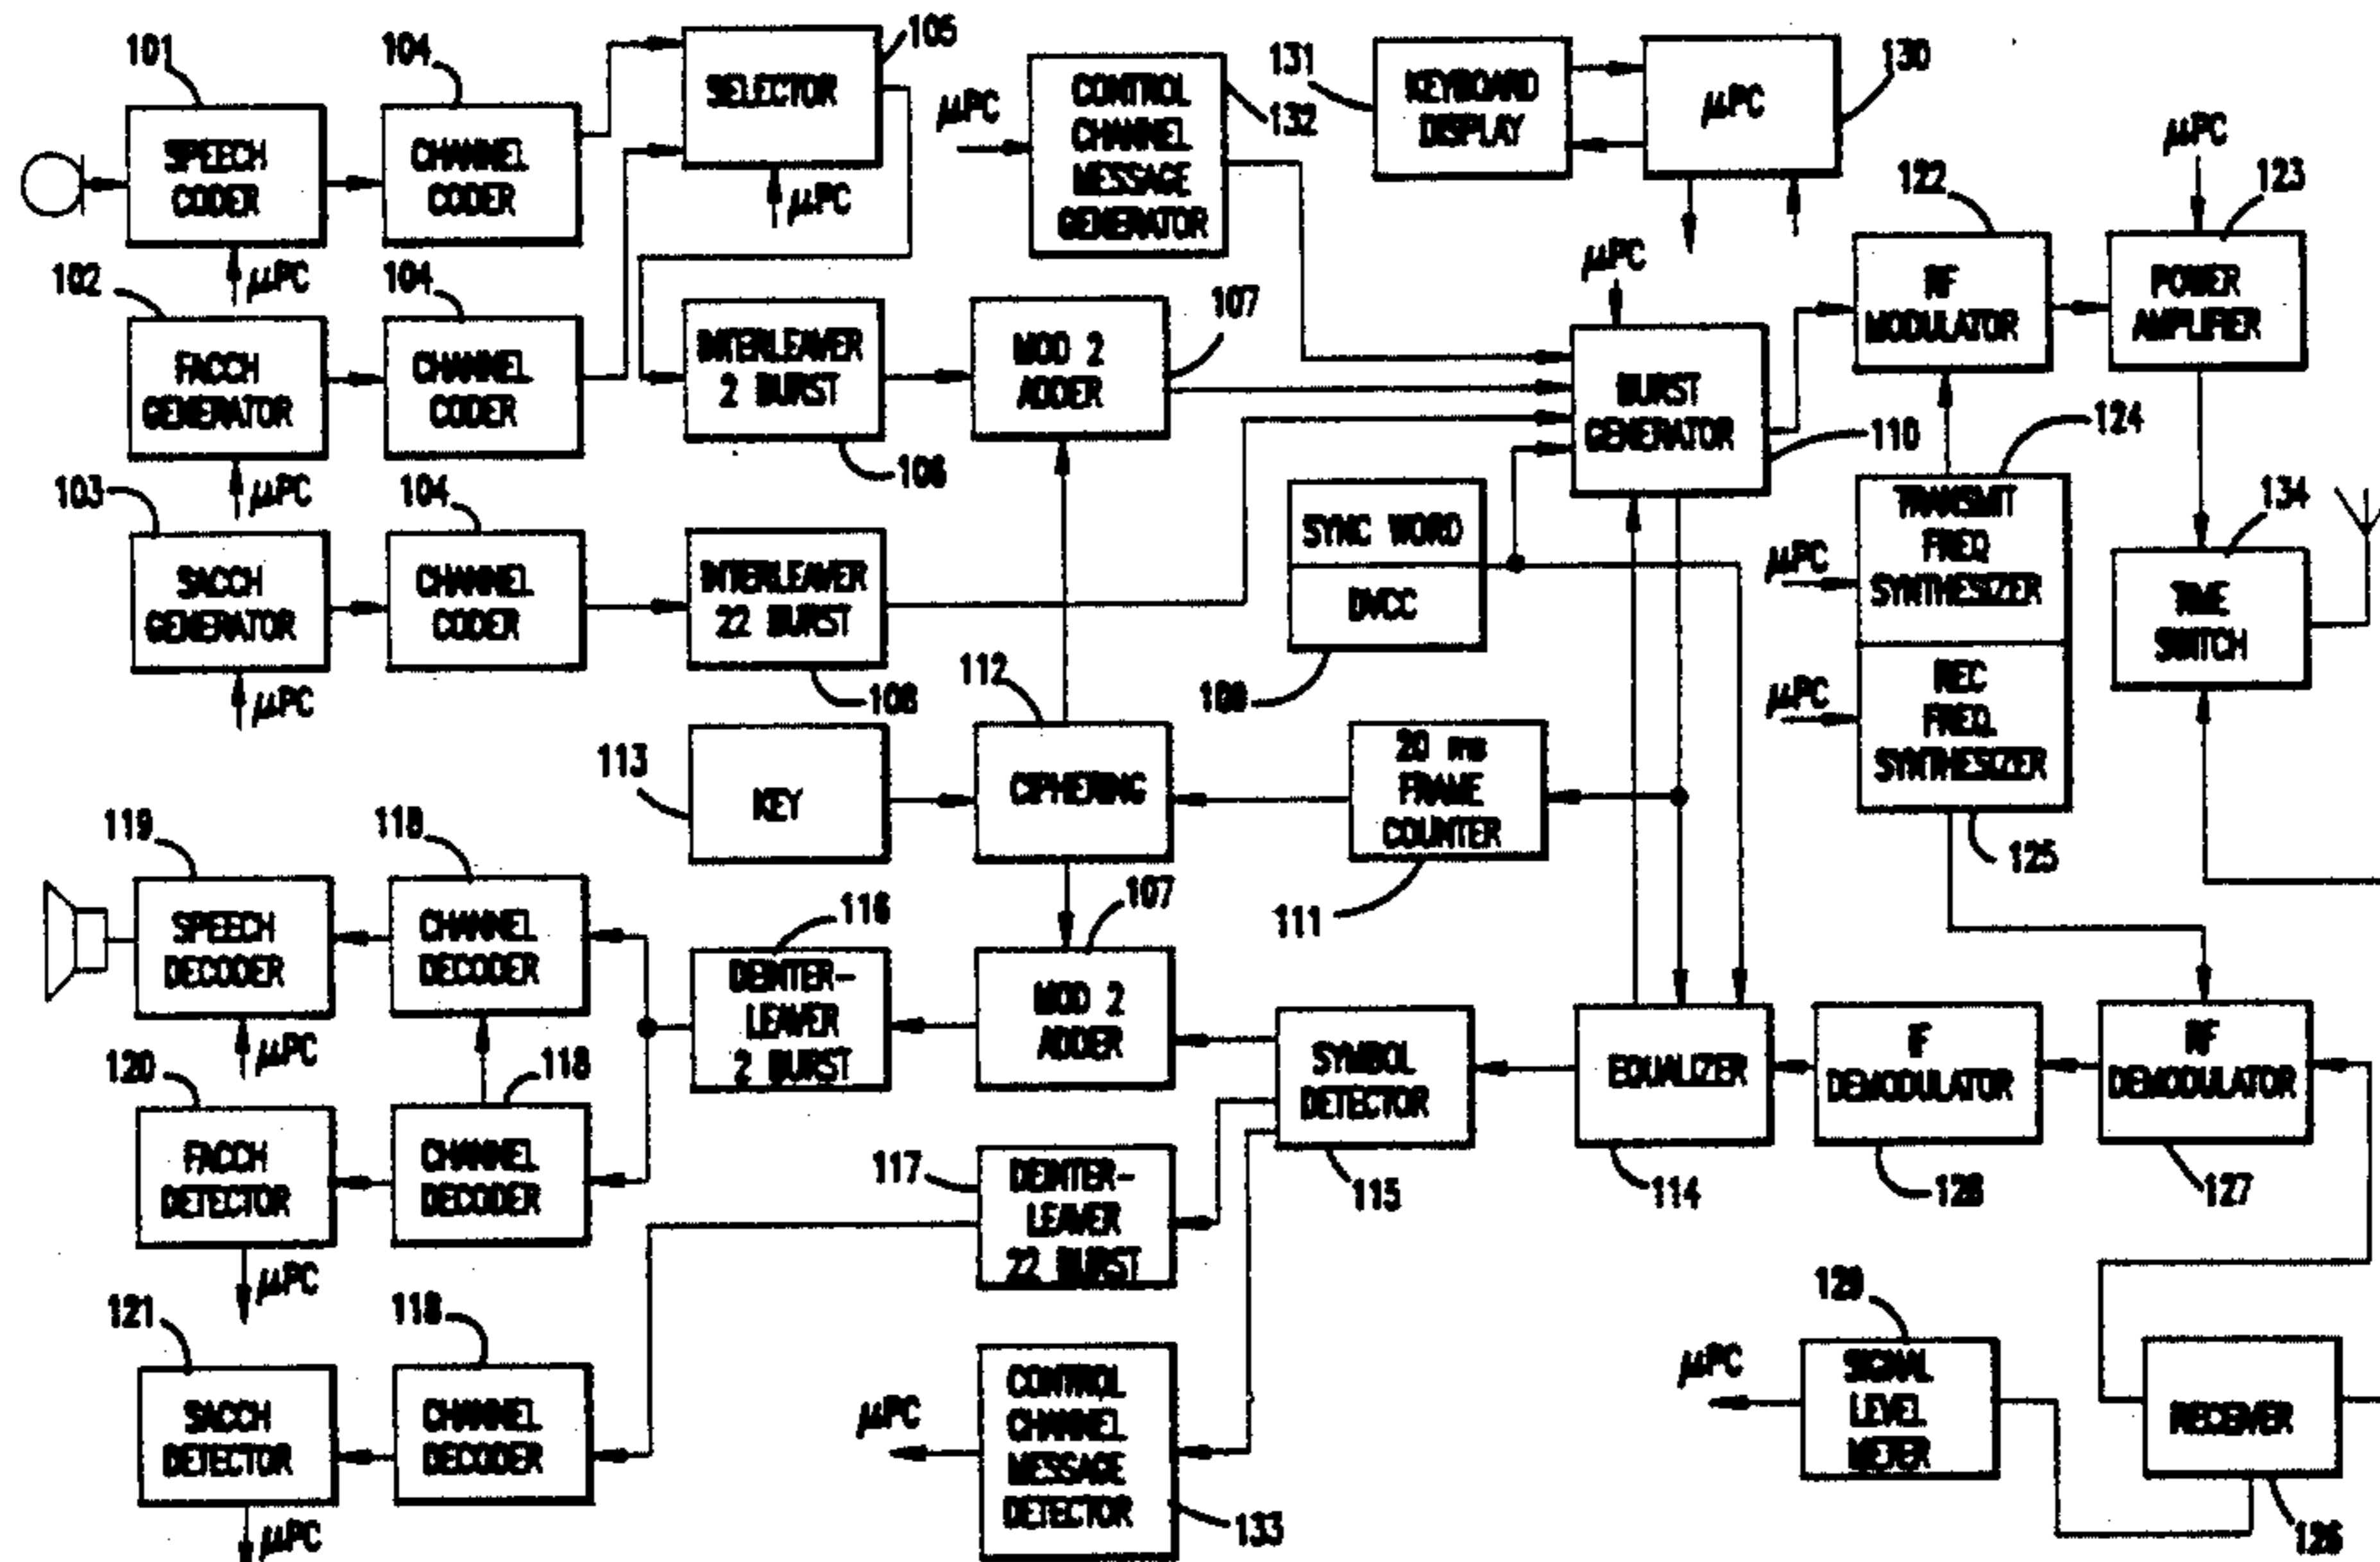 101
SPEECH
CODER
μPC
104
CHANNEL
CODER
105
SELECTOR
μPC
μPC
CONTROL
CHANNEL
MESSAGE
GENERATOR
132
131
KEYBOARD
DISPLAY
μPC
130
102
FACCH
GENERATOR
μPC
104
CHANNEL
CODER
INTERLEAVER
2 BURST
106
MOD 2
ADDER
107
μPC
BURST
GENERATOR
110
122
RF
MODULATOR
μPC
123
POWER
AMPLIFIER
103
SACCH
GENERATOR
μPC
104
CHANNEL
CODER
INTERLEAVER
22 BURST
108
SYNC WORD
DVCC
109
124
μPC
TRANSMIT
FREQ
SYNTHESIZER
μPC
REC
FREQ.
SYNTHESIZER
125
134
TIME
SWITCH
113
KEY
112
CIPHERING
20 ms
FRAME
COUNTER
111
119
SPEECH
DECODER
μPC
118
CHANNEL
DECODER
116
DEINTER-
LEAVER
2 BURST
107
MOD 2
ADDER
SYMBOL
DETECTOR
115
EQUALIZER
114
IF
DEMODULATOR
128
RF
DEMODULATOR
127
120
FACCH
DETECTOR
μPC
118
CHANNEL
DECODER
117
DEINTER-
LEAVER
22 BURST
121
SACCH
DETECTOR
μPC
118
CHANNEL
DECODER
μPC
CONTROL
CHANNEL
MESSAGE
DETECTOR
133
μPC
129
SIGNAL
LEVEL
METER
RECEIVER
126